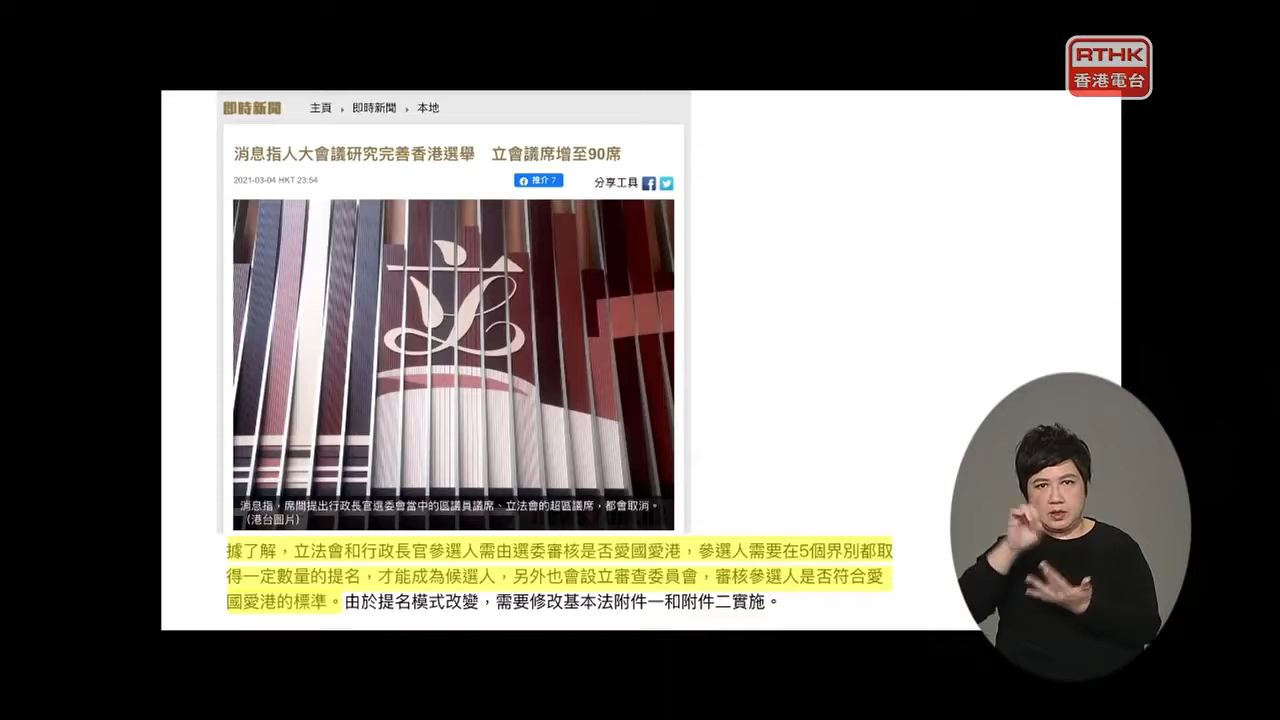 RTHK
香港電台
即時新聞 主頁 › 即時新聞 › 本地
消息指人大會議研究完善香港選舉 立會議席增至90席
2021-03-04 HKT 23:54
推介 7
分享工具
消息指，席間提出行政長官選委會當中的區議員議席、立法會的超區議席，都會取消。
（港台圖片）
據了解，立法會和行政長官參選人需由選委審核是否愛國愛港，參選人需要在5個界別都取
得一定數量的提名，才能成為候選人，另外也會設立審查委員會，審核參選人是否符合愛
國愛港的標準。由於提名模式改變，需要修改基本法附件一和附件二實施。